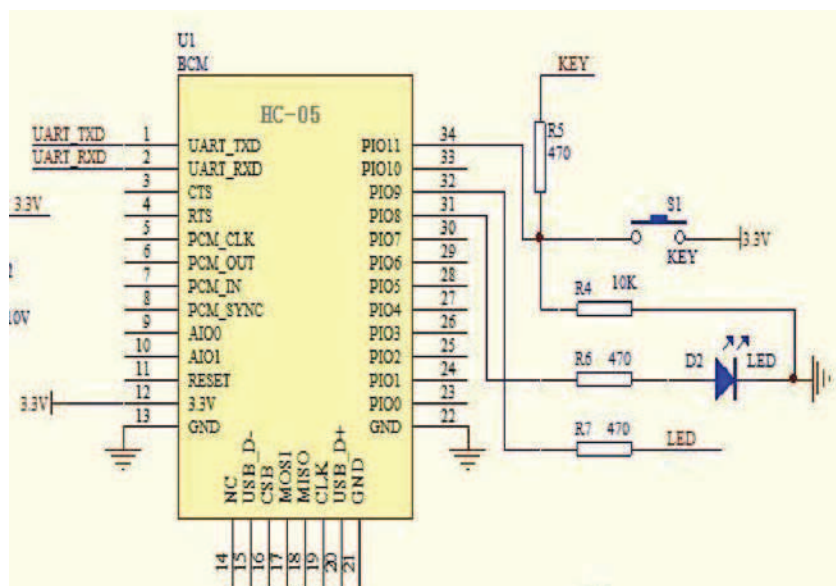 U1
BCM
HC-05
KEY
UART_TXD 1 UART_TXD PIO11 34
UART_RXD 2 UART_RXD PIO10 33
3 CTS PIO9 32
3.3V 4 RTS PIO8 31
5 PCM_CLK PIO7 30
6 PCM_OUT PIO6 29
7 PCM_IN PIO5 28
8 PCM_SYNC PIO4 27
9 AIO0 PIO3 26
10 AIO1 PIO2 25
11 RESET PIO1 24
3.3V 12 3.3V PIO0 23
13 GND GND 22
R5
470
S1
KEY
3.3V
R4 10K
R6 470 D2 LED
R7 470 LED
NC USB_D- CSB MOSI MISO CLK USB_D+ GND
14 15 16 17 18 19 20 21